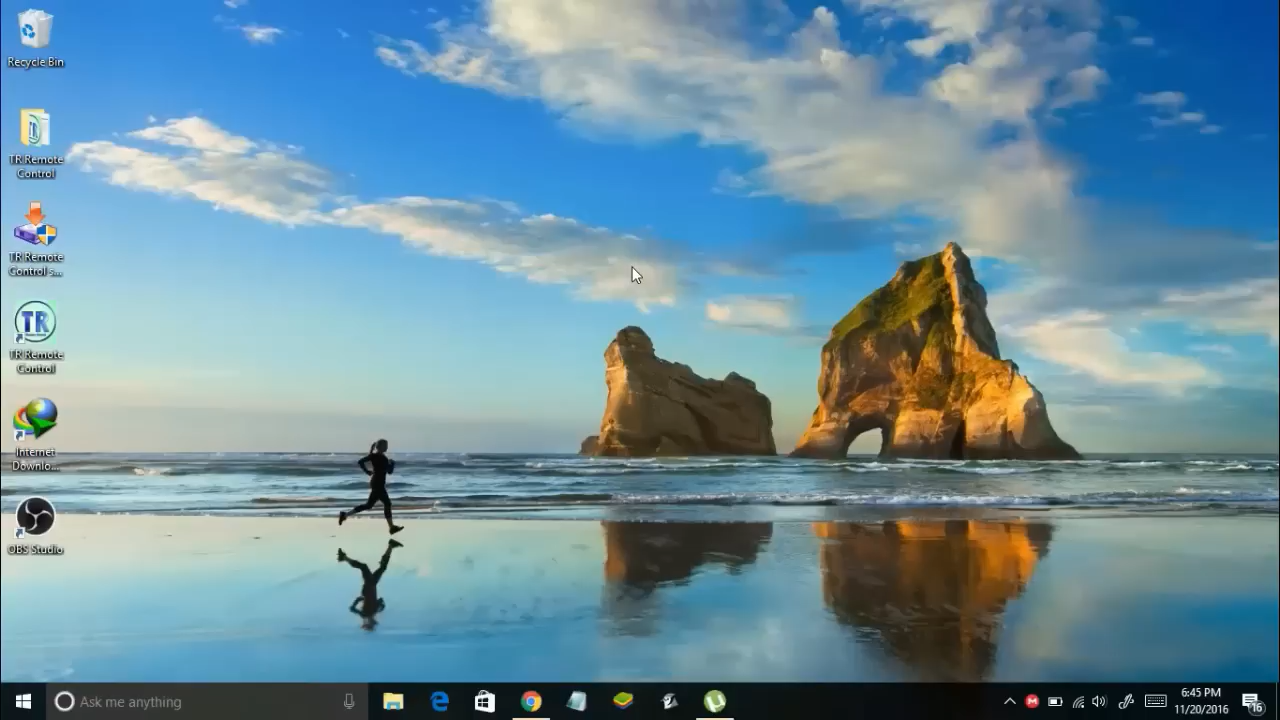 Recycle Bin
TR Remote
Control
TR Remote
Control s...
TR
TR Remote
Control
Internet
Downlo...
OBS Studio
Ask me anything
6:45 PM
11/20/2016
16